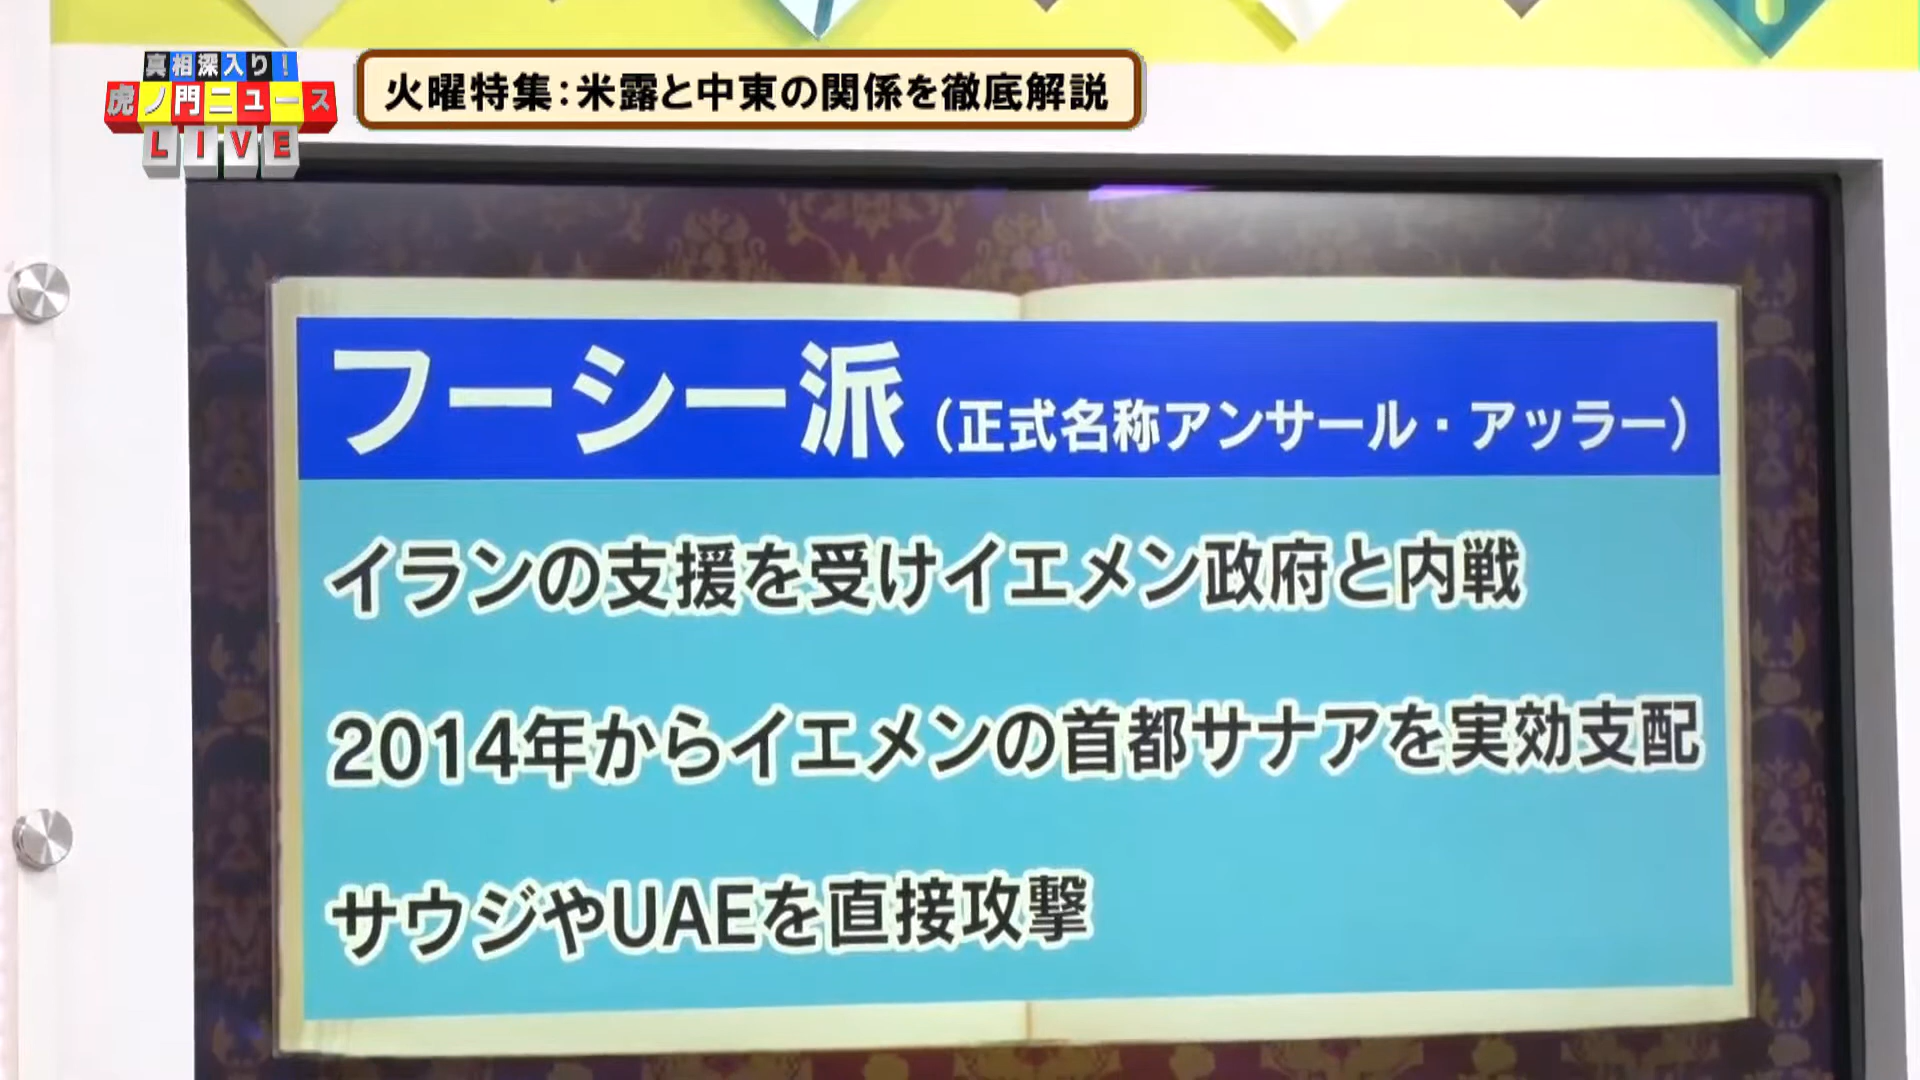 真相深入り!
虎ノ門ニュース
LIVE
火曜特集:米露と中東の関係を徹底解説
フーシー派(正式名称アンサール・アッラー)
イランの支援を受けイエメン政府と内戦
2014年からイエメンの首都サナアを実効支配
サウジやUAEを直接攻撃